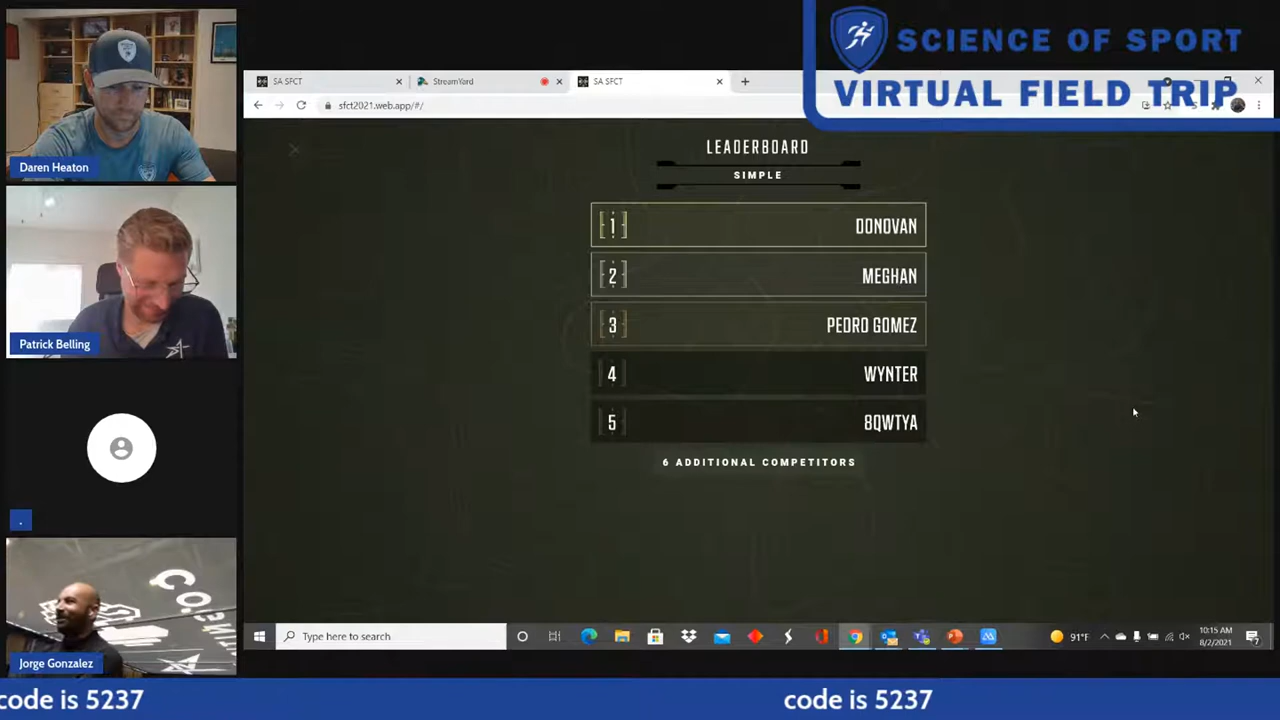 SCIENCE OF SPORT
VIRTUAL FIELD TRIP
SA SFCT
StreamYard
SA SFCT
sfct2021.web.app/#/
Daren Heaton
Patrick Belling
.
Jorge Gonzalez
LEADERBOARD
SIMPLE
1 DONOVAN
2 MEGHAN
3 PEDRO GOMEZ
4 WYNTER
5 8QWTYA
6 ADDITIONAL COMPETITORS
Type here to search
91°F
10:15 AM
8/2/2021
code is 5237
code is 5237